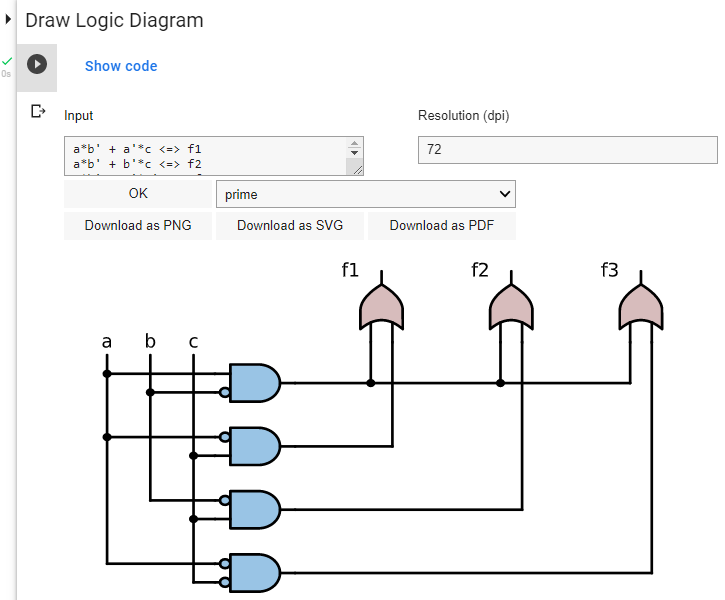 Draw Logic Diagram
0s
Show code
Input
Resolution (dpi)
a*b' + a'*c <=> f1
a*b' + b'*c <=> f2
72
OK
prime
Download as PNG
Download as SVG
Download as PDF
f1
f2
f3
a
b
c